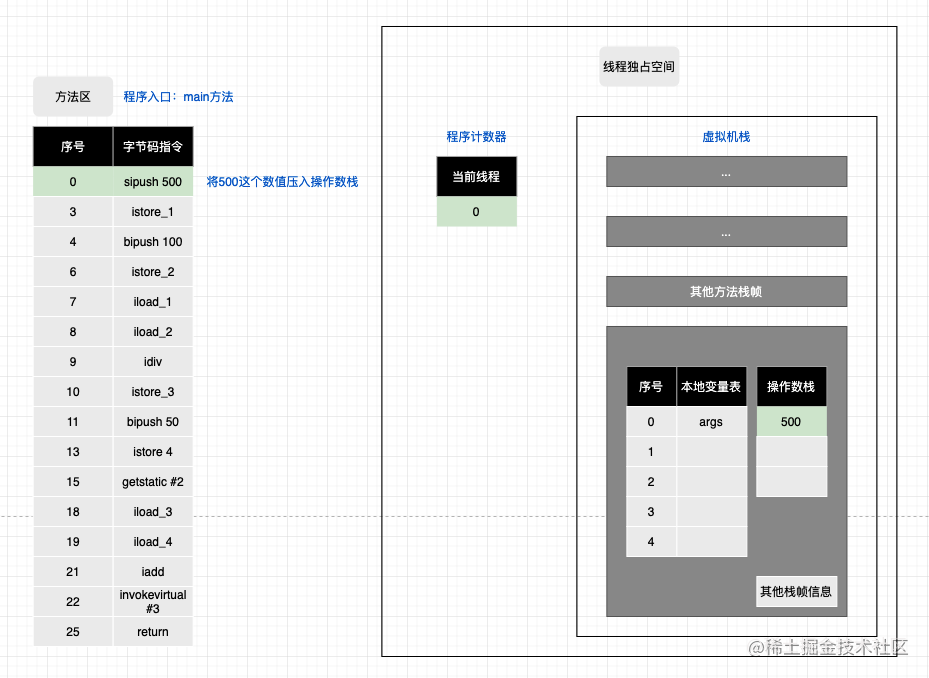 线程独占空间
方法区
程序入口：main方法
序号 字节码指令
0 sipush 500
将500这个数值压入操作数栈
3 istore_1
4 bipush 100
6 istore_2
7 iload_1
8 iload_2
9 idiv
10 istore_3
11 bipush 50
13 istore 4
15 getstatic #2
18 iload_3
19 iload_4
21 iadd
22 invokevirtual
#3
25 return
程序计数器
当前线程
0
虚拟机栈
...
...
其他方法栈帧
序号 本地变量表 操作数栈
0 args 500
1
2
3
4
其他栈帧信息
@稀土掘金技术社区